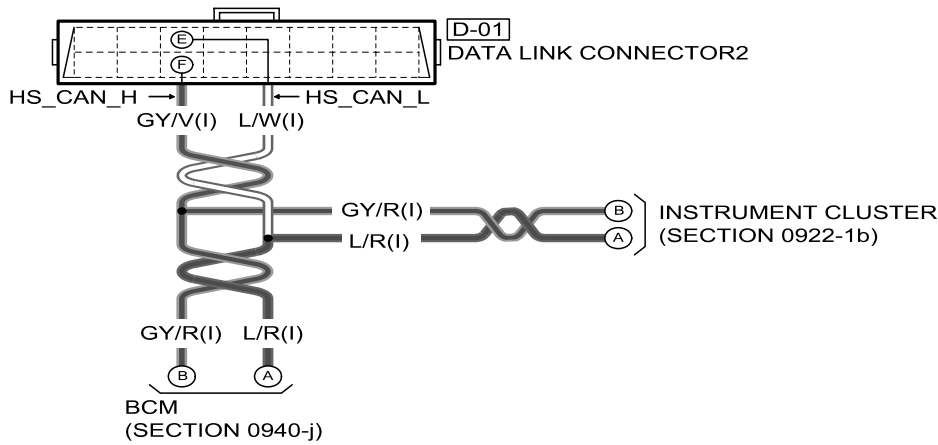 D-01
E
DATA LINK CONNECTOR2
F
HS_CAN_H
HS_CAN_L
GY/V(I)
L/W(I)
GY/R(I)
B
INSTRUMENT CLUSTER
L/R(I)
A
(SECTION 0922-1b)
GY/R(I)
L/R(I)
B
A
BCM
(SECTION 0940-j)